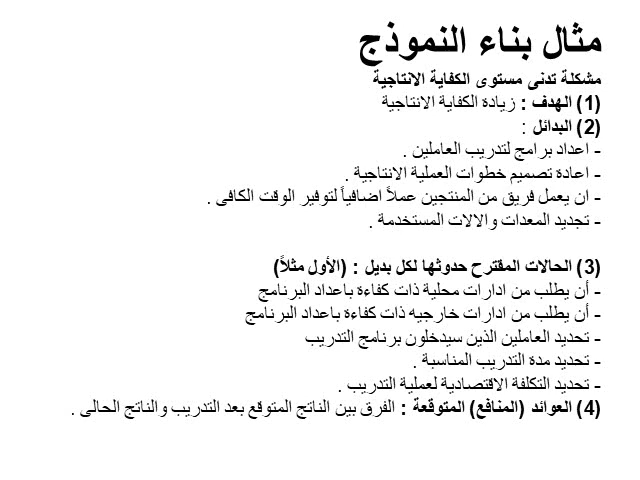 مثال بناء النموذج
مشكلة تدنى مستوى الكفاية الانتاجية
(1) الهدف : زيادة الكفاية الانتاجية
(2) البدائل :
- اعداد برامج لتدريب العاملين .
- اعادة تصميم خطوات العملية الانتاجية .
- ان يعمل فريق من المنتجين عملاً اضافياً لتوفير الوقت الكافى .
- تجديد المعدات والالات المستخدمة .
(3) الحالات المقترح حدوثها لكل بديل : (الأول مثلاً)
- أن يطلب من ادارات محلية ذات كفاءة باعداد البرنامج
- أن يطلب من ادارات خارجيه ذات كفاءة باعداد البرنامج
- تحديد العاملين الذين سيدخلون برنامج التدريب
- تحديد مدة التدريب المناسبة .
- تحديد التكلفة الاقتصادية لعملية التدريب .
(4) العوائد (المنافع) المتوقعة : الفرق بين الناتج المتوقع بعد التدريب والناتج الحالى .